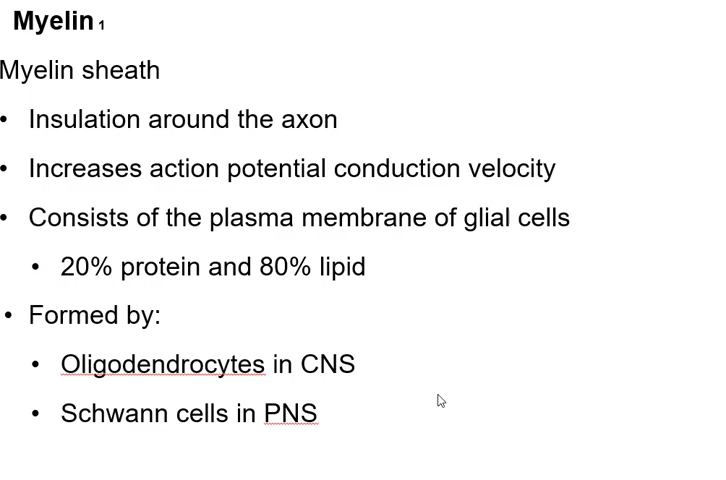 Myelin 1
Myelin sheath
• Insulation around the axon
• Increases action potential conduction velocity
• Consists of the plasma membrane of glial cells
• 20% protein and 80% lipid
• Formed by:
• Oligodendrocytes in CNS
• Schwann cells in PNS